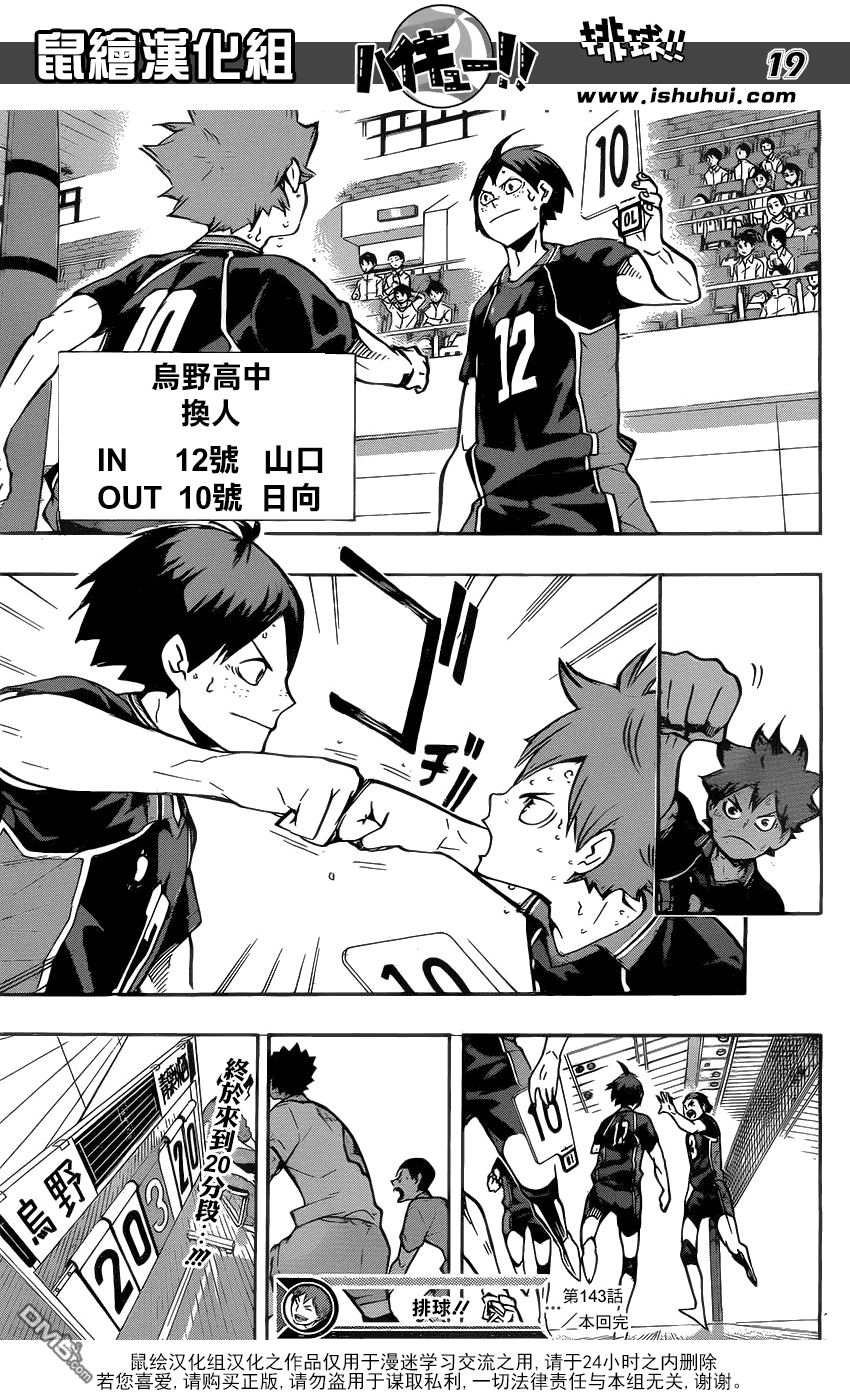 鼠繪漢化組
ハイキュー!!
排球!!
19
www.ishuhui.com
10
10
10
12
烏野高中
換人
IN 12號 山口
OUT 10號 日向
ゴ
10
終於來到20分段…!!!
烏野
20
3
20
10
12
排球!!
第143話
…／本回完
鼠绘汉化组汉化之作品仅用于漫迷学习交流之用, 请于24小时之内删除
若您喜爱, 请购买正版, 请勿盗用于谋取私利, 一切法律责任与本组无关, 谢谢。